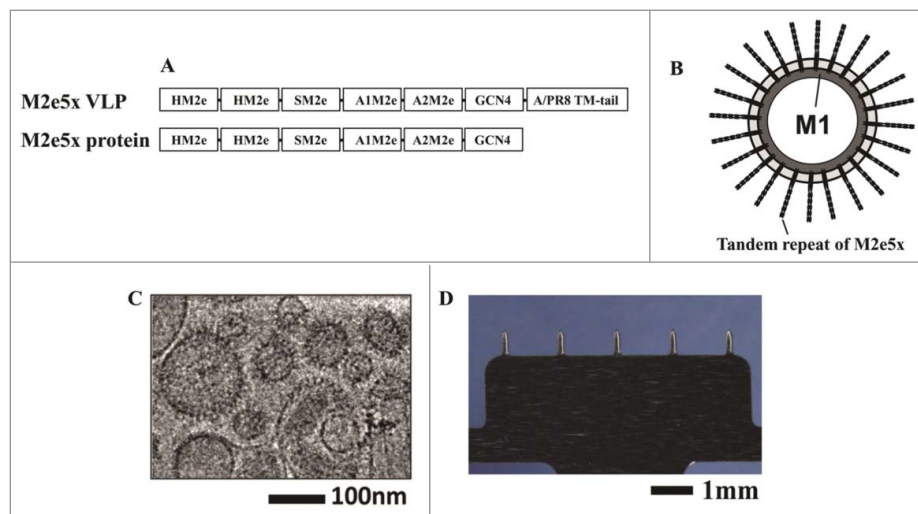 A
M2e5x VLP HM2e HM2e SM2e A1M2e A2M2e GCN4 A/PR8 TM-tail
M2e5x protein HM2e HM2e SM2e A1M2e A2M2e GCN4
B
M1
Tandem repeat of M2e5x
C
100nm
D
1mm